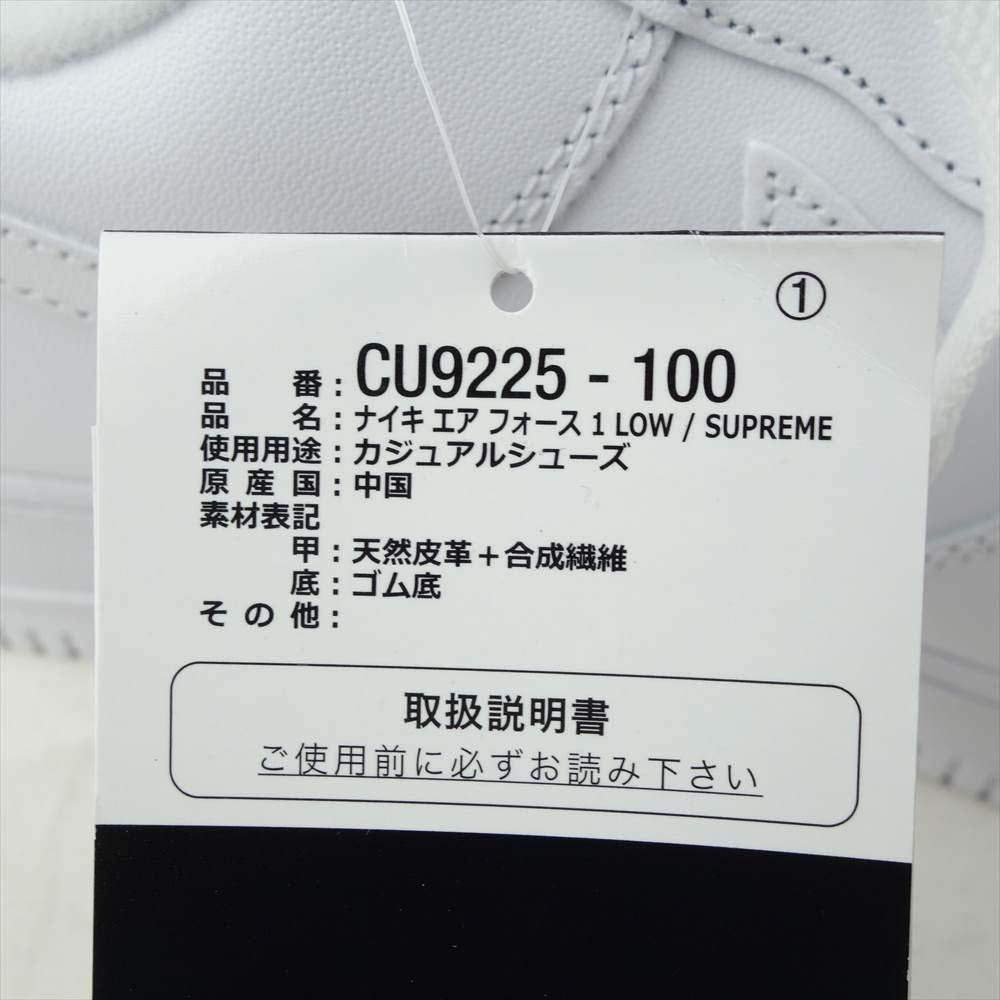 ①
品番：CU9225 - 100
品名：ナイキ エア フォース 1 LOW / SUPREME
使用用途：カジュアルシューズ
原産国：中国
素材表記
甲：天然皮革＋合成繊維
底：ゴム底
その他：
取扱説明書
ご使用前に必ずお読み下さい